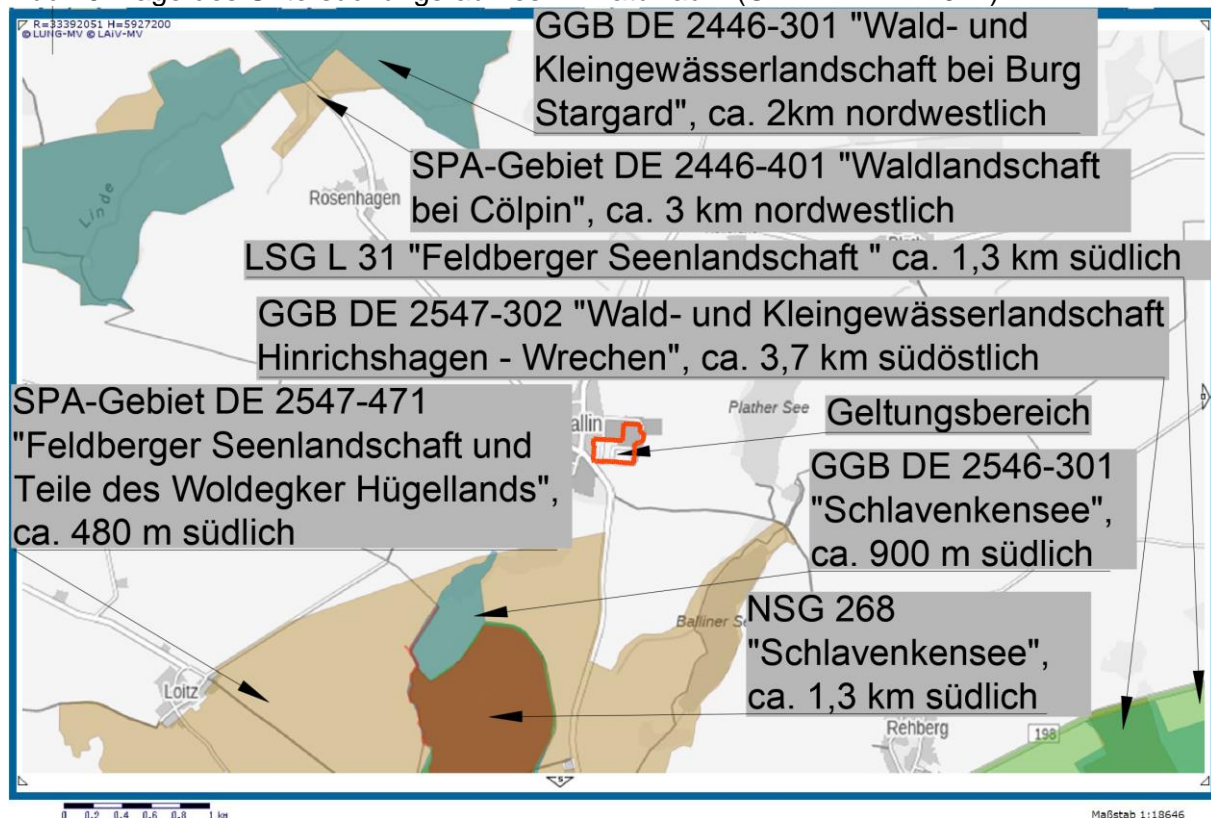 R=33392051 H=5927200
© LUNG-MV © LAiV-MV
GGB DE 2446-301 "Wald- und
Kleingewässerlandschaft bei Burg
Stargard", ca. 2km nordwestlich
Linde
Rosenhagen
SPA-Gebiet DE 2446-401 "Waldlandschaft
bei Cölpin", ca. 3 km nordwestlich
LSG L 31 "Feldberger Seenlandschaft " ca. 1,3 km südlich
GGB DE 2547-302 "Wald- und Kleingewässerlandschaft
Hinrichshagen - Wrechen", ca. 3,7 km südöstlich
SPA-Gebiet DE 2547-471
"Feldberger Seenlandschaft und
Teile des Woldegker Hügellands",
ca. 480 m südlich
allin
Plather See
Geltungsbereich
GGB DE 2546-301
"Schlavenkensee",
ca. 900 m südlich
Balliner Se
NSG 268
"Schlavenkensee",
ca. 1,3 km südlich
Loitz
Rehberg
198
S
0 0.2 0.4 0.6 0.8 1 km
Maßstab 1:18646